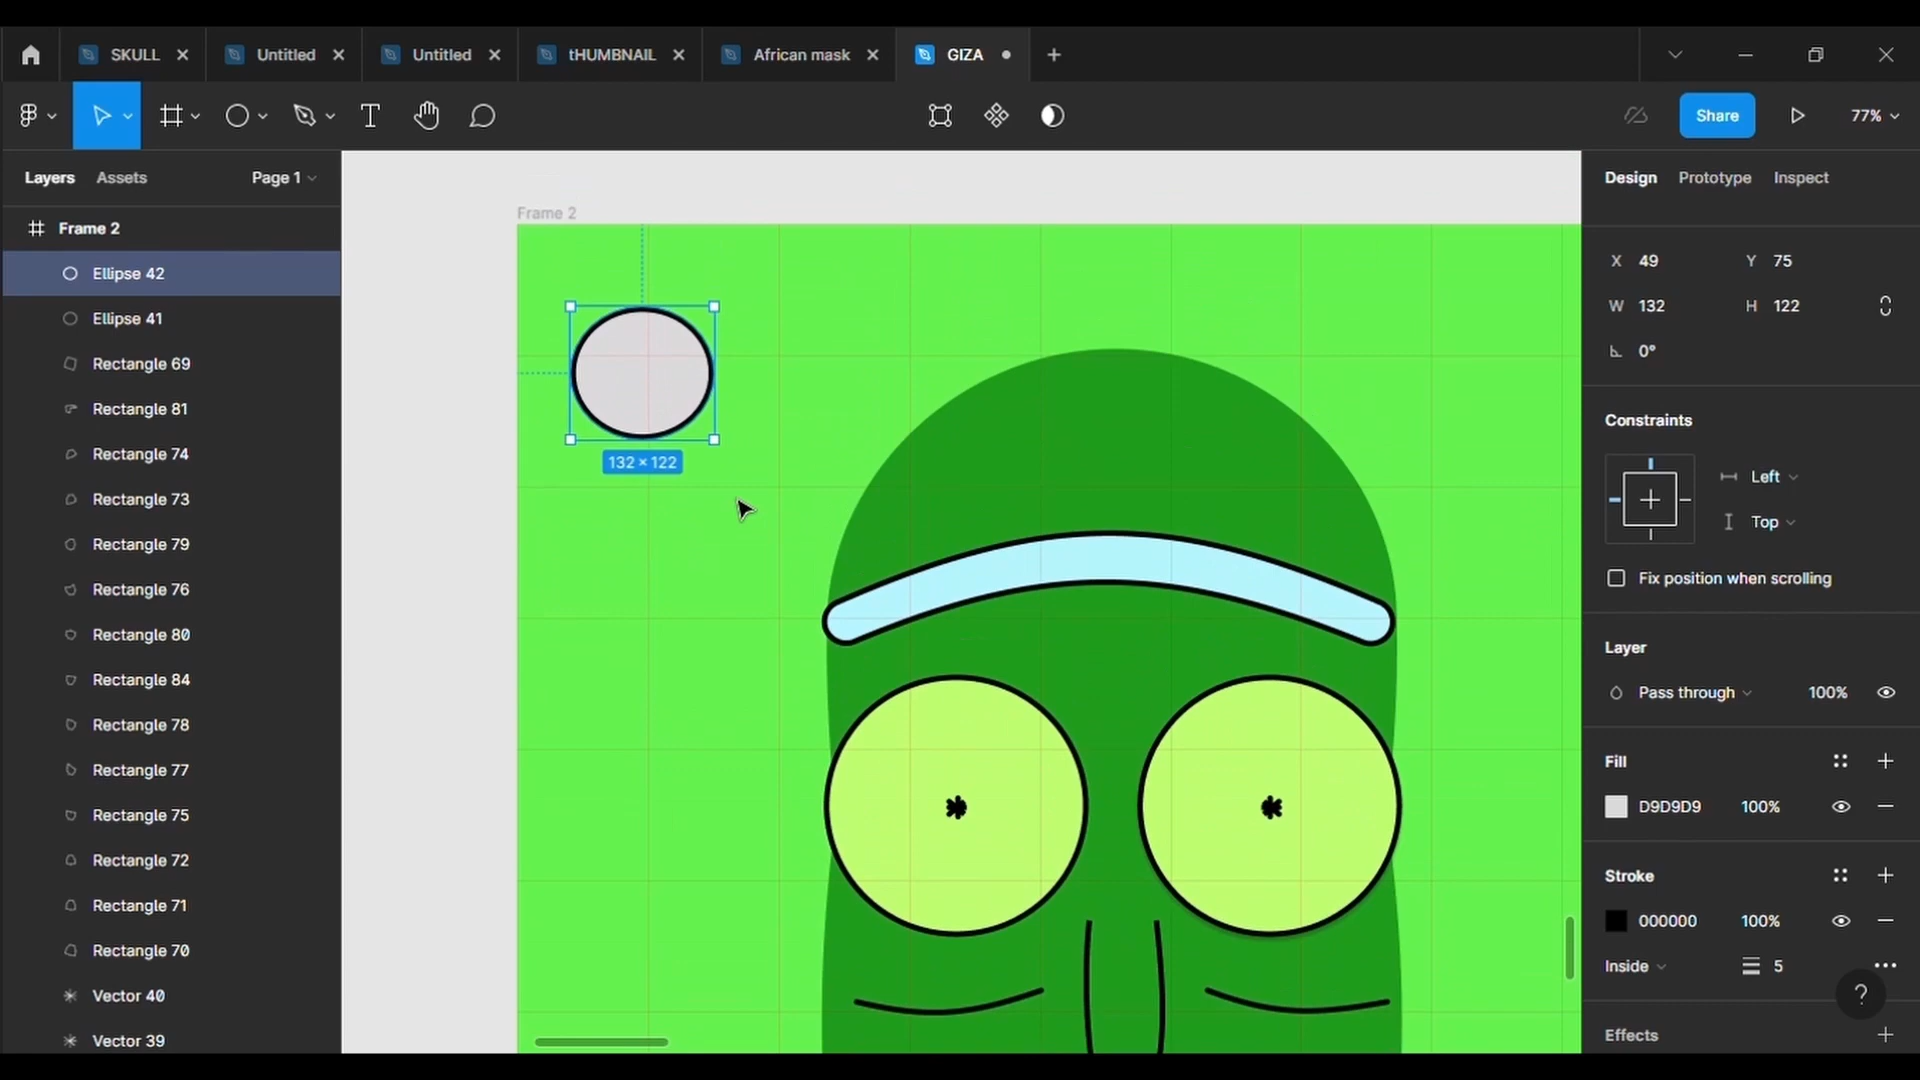 SKULL
Untitled
Untitled
tHUMBNAIL
African mask
GIZA
Share
77%
Layers
Assets
Page 1
Frame 2
Ellipse 42
Ellipse 41
Rectangle 69
Rectangle 81
Rectangle 74
Rectangle 73
Rectangle 79
Rectangle 76
Rectangle 80
Rectangle 84
Rectangle 78
Rectangle 77
Rectangle 75
Rectangle 72
Rectangle 71
Rectangle 70
Vector 40
Vector 39
Frame 2
132 × 122
Design
Prototype
Inspect
X 49
Y 75
W 132
H 122
0°
Constraints
Left
Top
Fix position when scrolling
Layer
Pass through
100%
Fill
D9D9D9
100%
Stroke
000000
100%
Inside
5
?
Effects